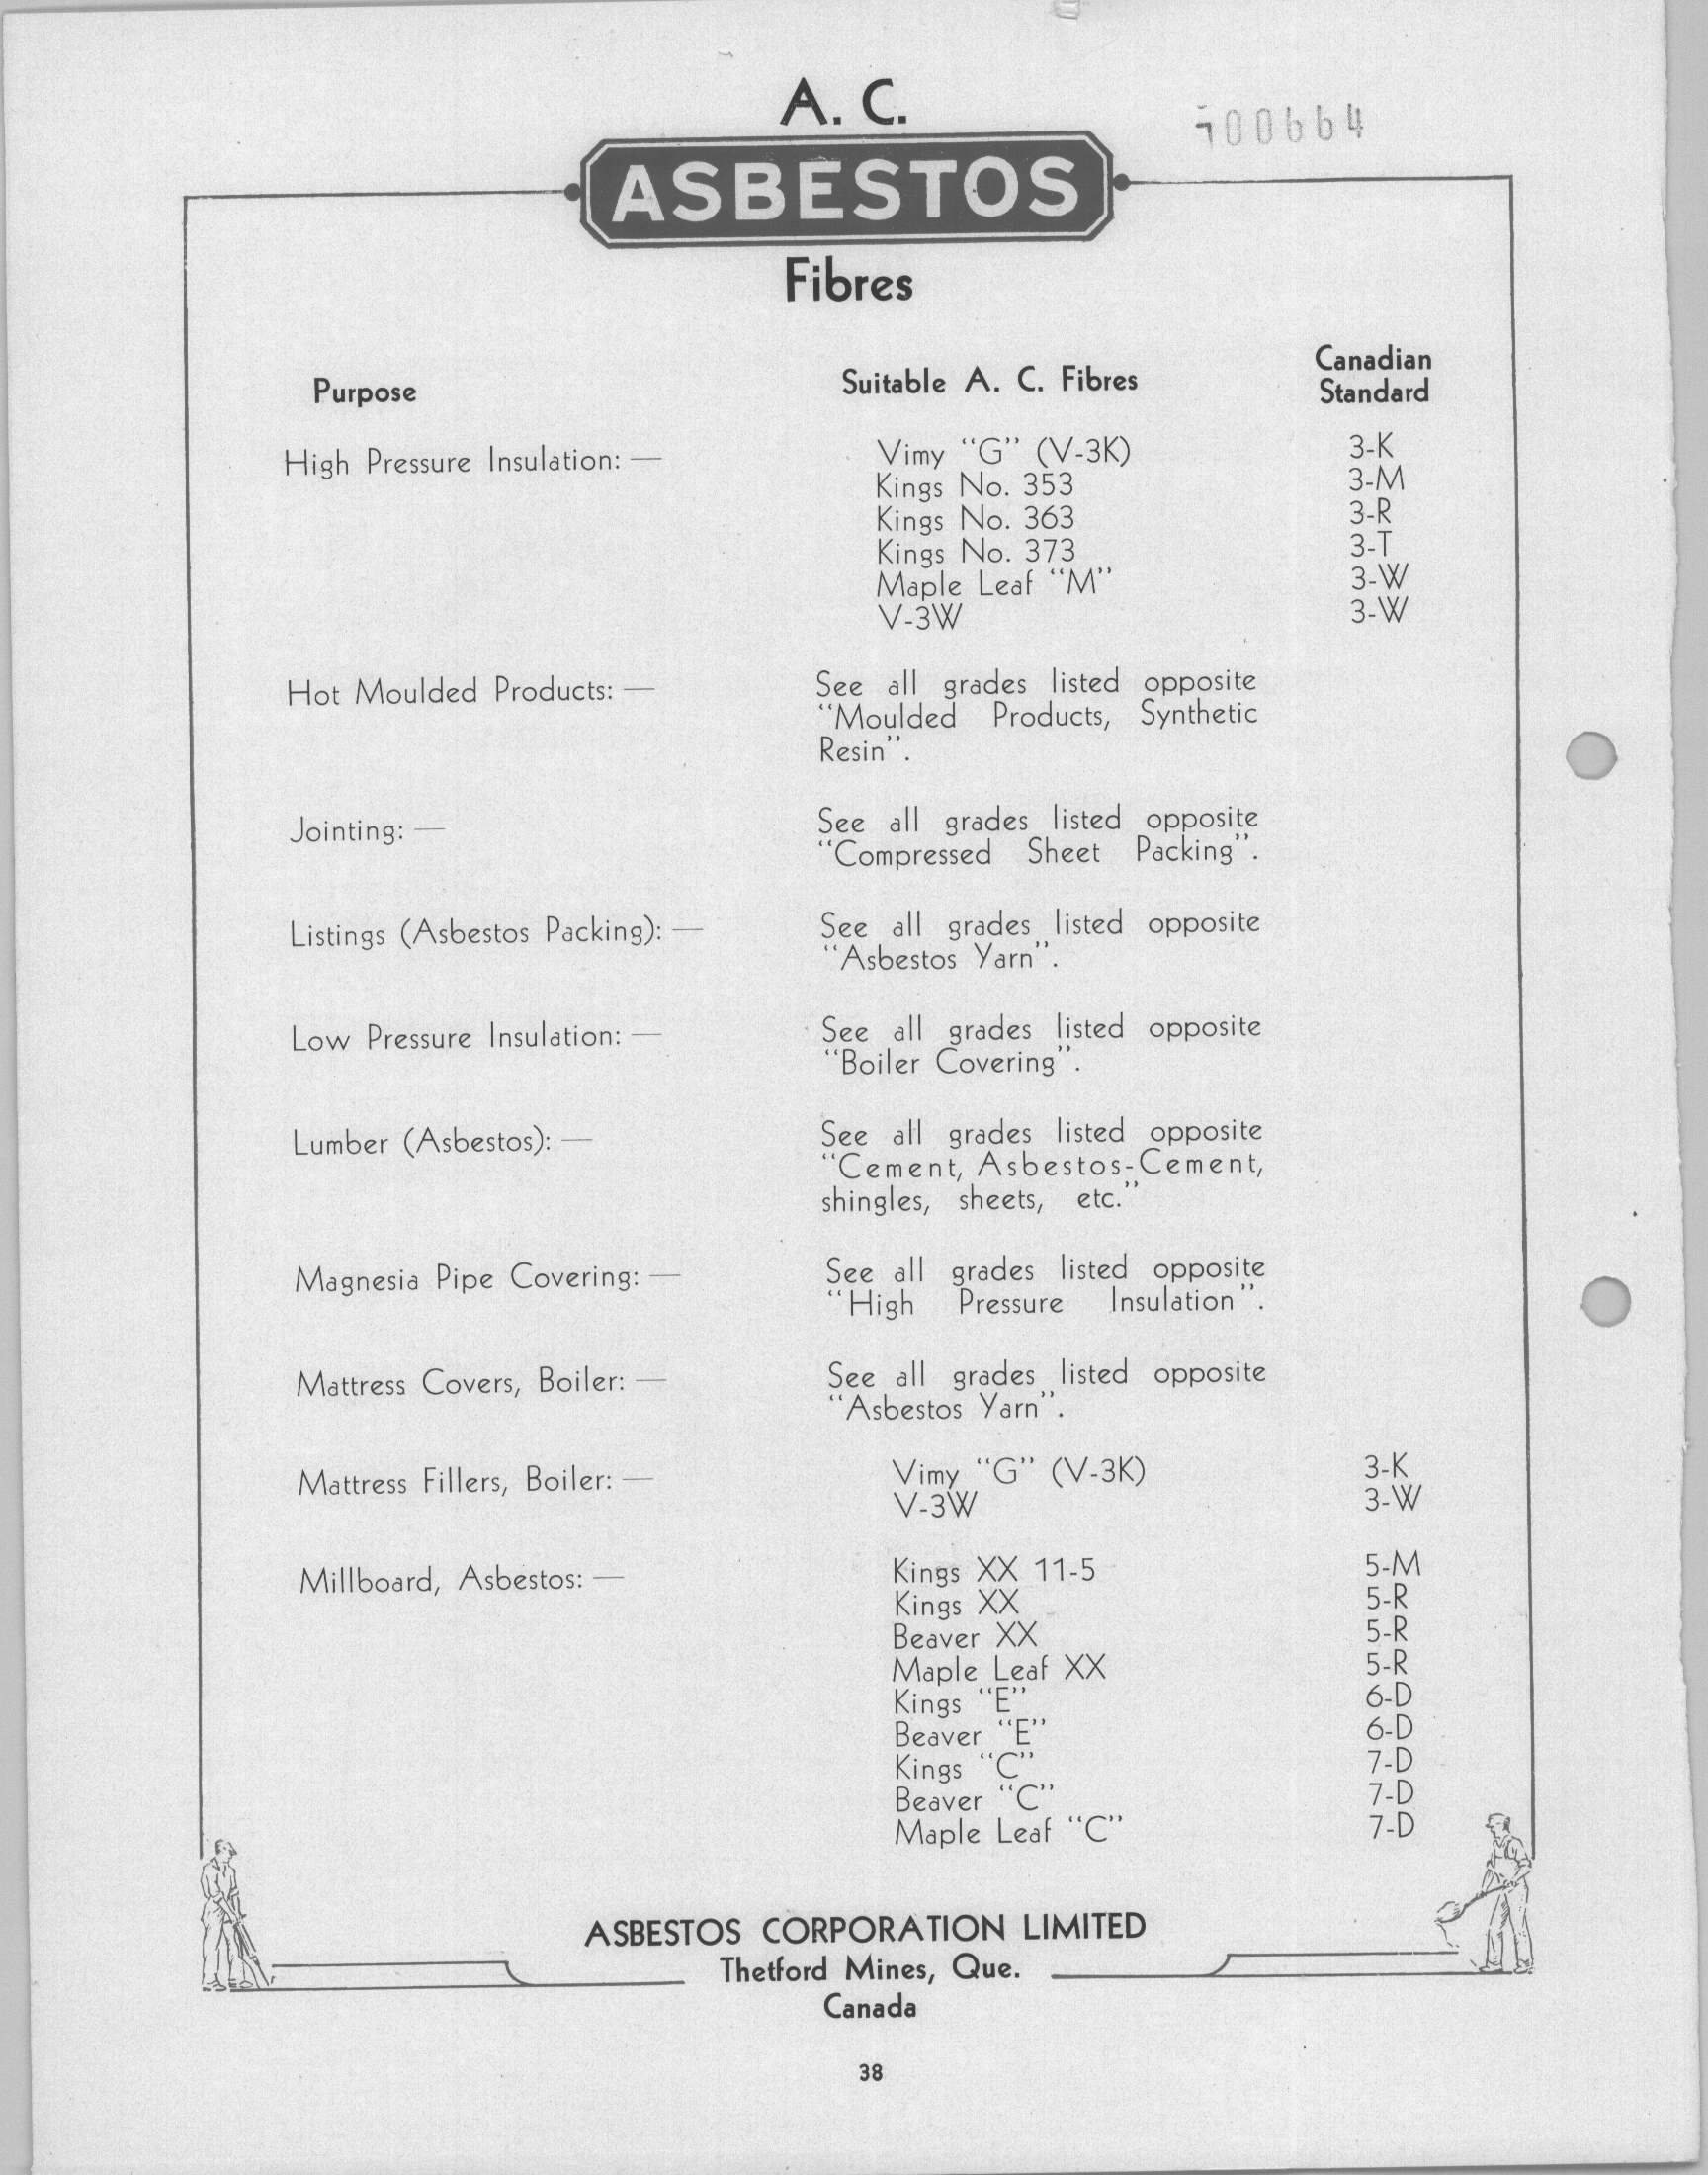 A. C.
700664
ASBESTOS
Fibres
Purpose
Suitable A. C. Fibres
Canadian
Standard
High Pressure Insulation: —
Vimy "G" (V-3K) 3-K
Kings No. 353 3-M
Kings No. 363 3-R
Kings No. 373 3-T
Maple Leaf "M" 3-W
V-3W 3-W
Hot Moulded Products: — See all grades listed opposite
"Moulded Products, Synthetic
Resin".
Jointing: — See all grades listed opposite
"Compressed Sheet Packing".
Listings (Asbestos Packing): — See all grades listed opposite
"Asbestos Yarn".
Low Pressure Insulation: — See all grades listed opposite
"Boiler Covering".
Lumber (Asbestos): — See all grades listed opposite
"Cement, Asbestos-Cement,
shingles, sheets, etc."
Magnesia Pipe Covering: — See all grades listed opposite
"High Pressure Insulation".
Mattress Covers, Boiler: — See all grades listed opposite
"Asbestos Yarn".
Mattress Fillers, Boiler: — Vimy "G" (V-3K) 3-K
V-3W 3-W
Millboard, Asbestos: — Kings XX 11-5 5-M
Kings XX 5-R
Beaver XX 5-R
Maple Leaf XX 5-R
Kings "E" 6-D
Beaver "E" 6-D
Kings "C" 7-D
Beaver "C" 7-D
Maple Leaf "C" 7-D
ASBESTOS CORPORATION LIMITED
Thetford Mines, Que.
Canada
38